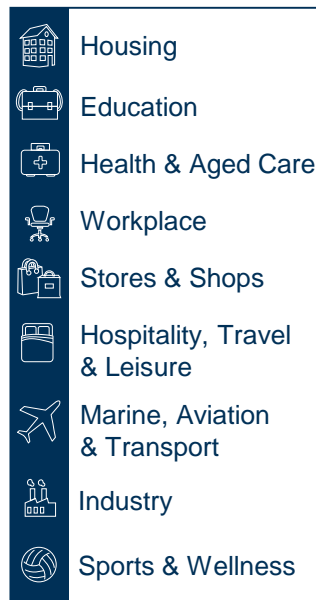 Housing
Education
Health & Aged Care
Workplace
Stores & Shops
Hospitality, Travel
& Leisure
Marine, Aviation
& Transport
Industry
Sports & Wellness